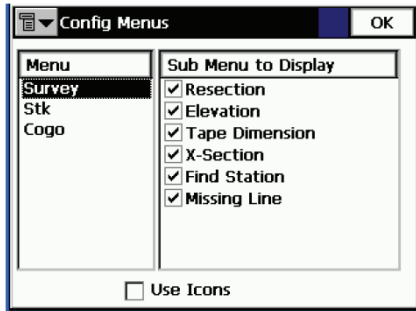 Config Menus OK
Menu
Survey
Stk
Cogo
Sub Menu to Display
Resection
Elevation
Tape Dimension
X-Section
Find Station
Missing Line
Use Icons